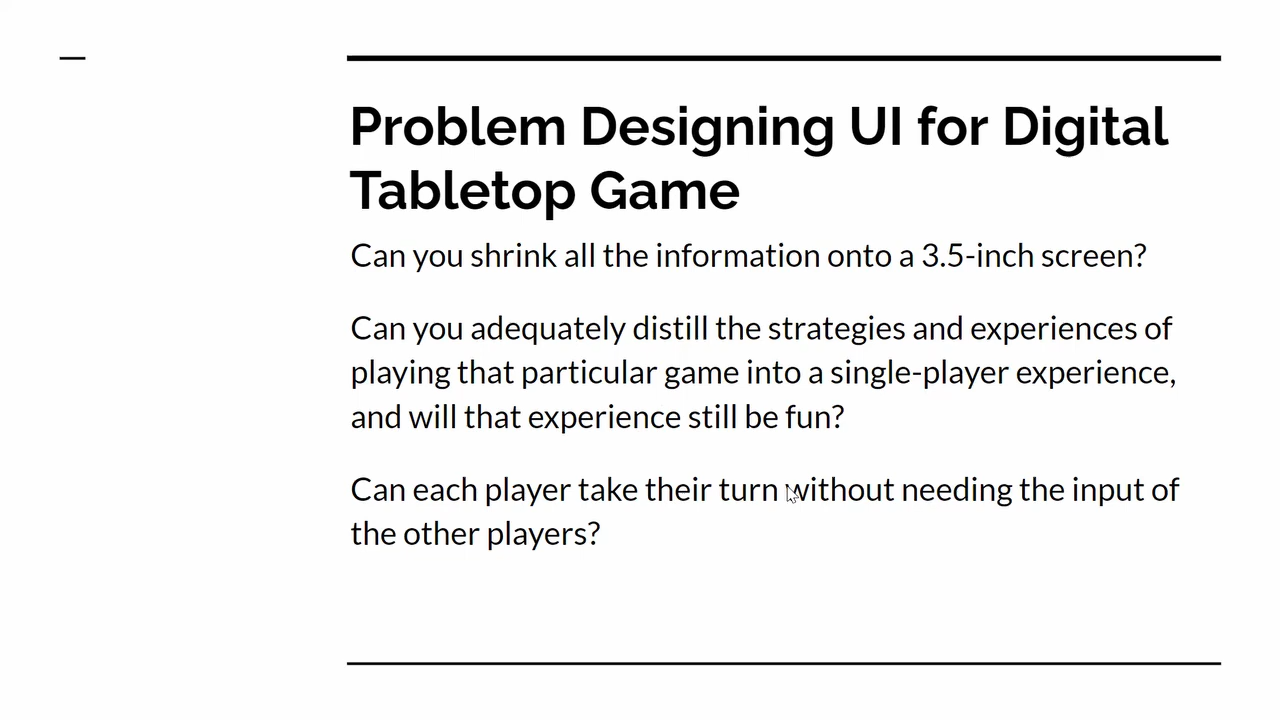 Problem Designing UI for Digital
Tabletop Game
Can you shrink all the information onto a 3.5-inch screen?
Can you adequately distill the strategies and experiences of
playing that particular game into a single-player experience,
and will that experience still be fun?
Can each player take their turn without needing the input of
the other players?